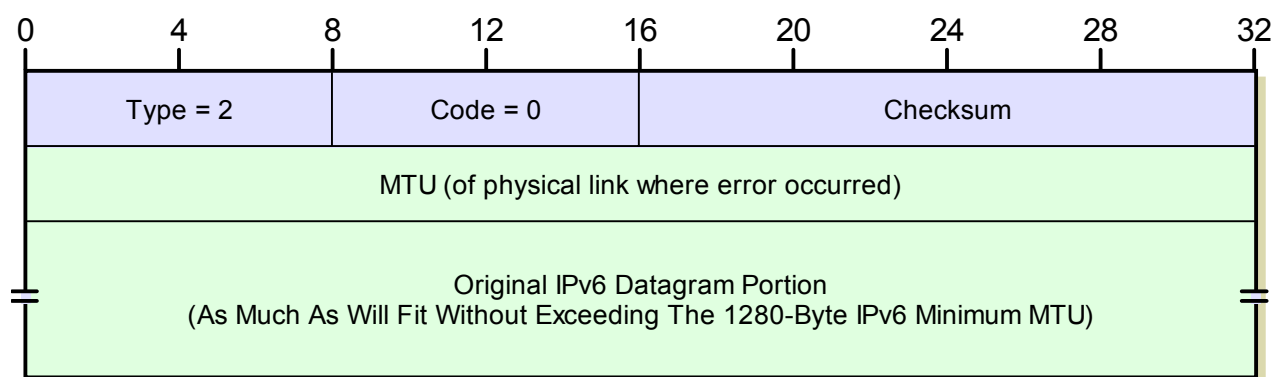 0 4 8 12 16 20 24 28 32
Type = 2 Code = 0 Checksum
MTU (of physical link where error occurred)
Original IPv6 Datagram Portion
(As Much As Will Fit Without Exceeding The 1280-Byte IPv6 Minimum MTU)